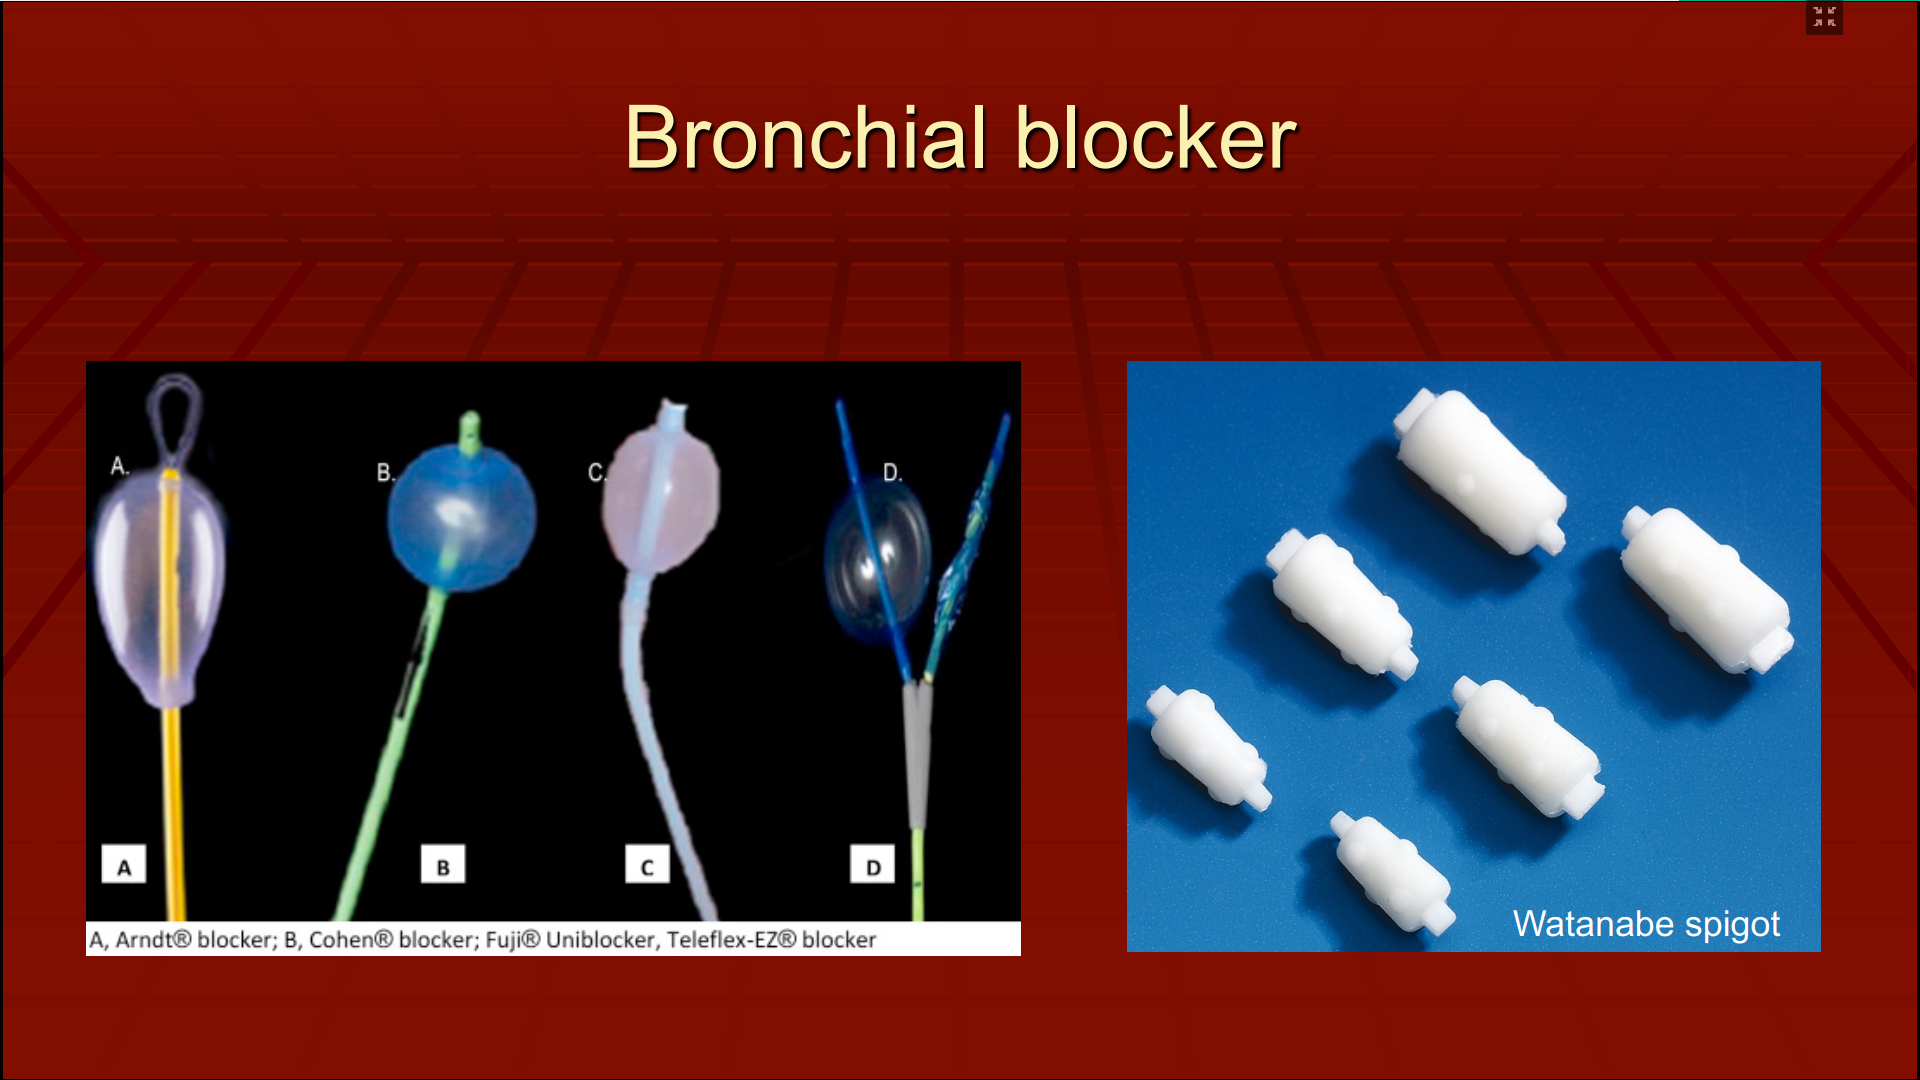 Bronchial blocker
A.
B.
C.
D.
A
B
C
D
A, Arndt® blocker; B, Cohen® blocker; Fuji® Uniblocker, Teleflex-EZ® blocker
Watanabe spigot